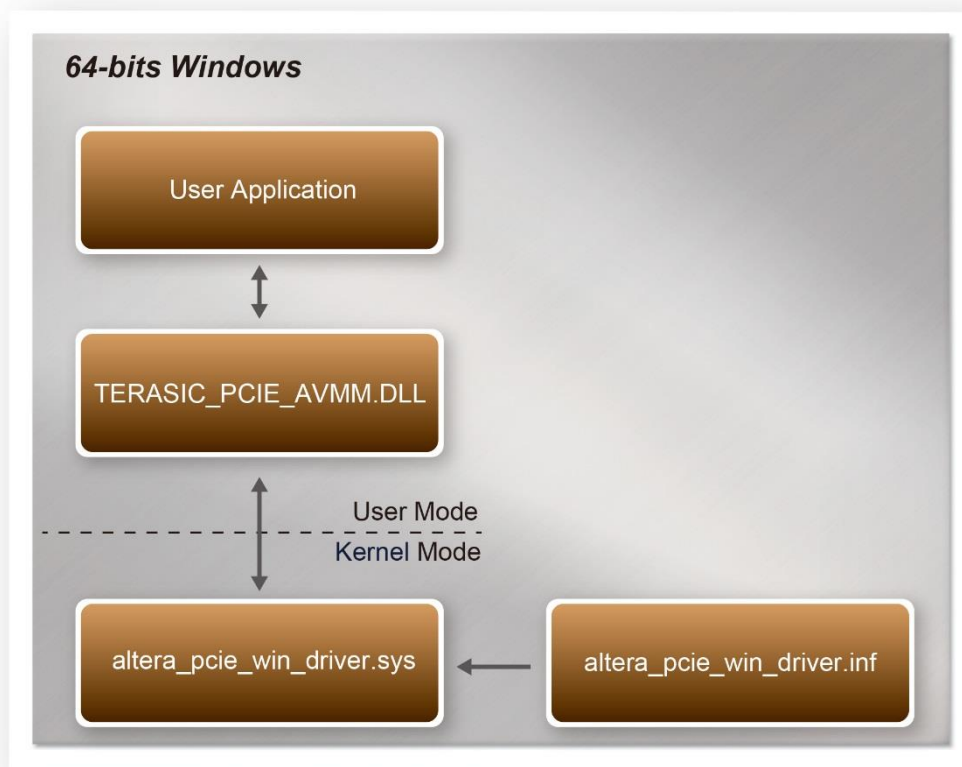 64-bits Windows
User Application
TERASIC_PCIE_AVMM.DLL
User Mode
Kernel Mode
altera_pcie_win_driver.sys
altera_pcie_win_driver.inf